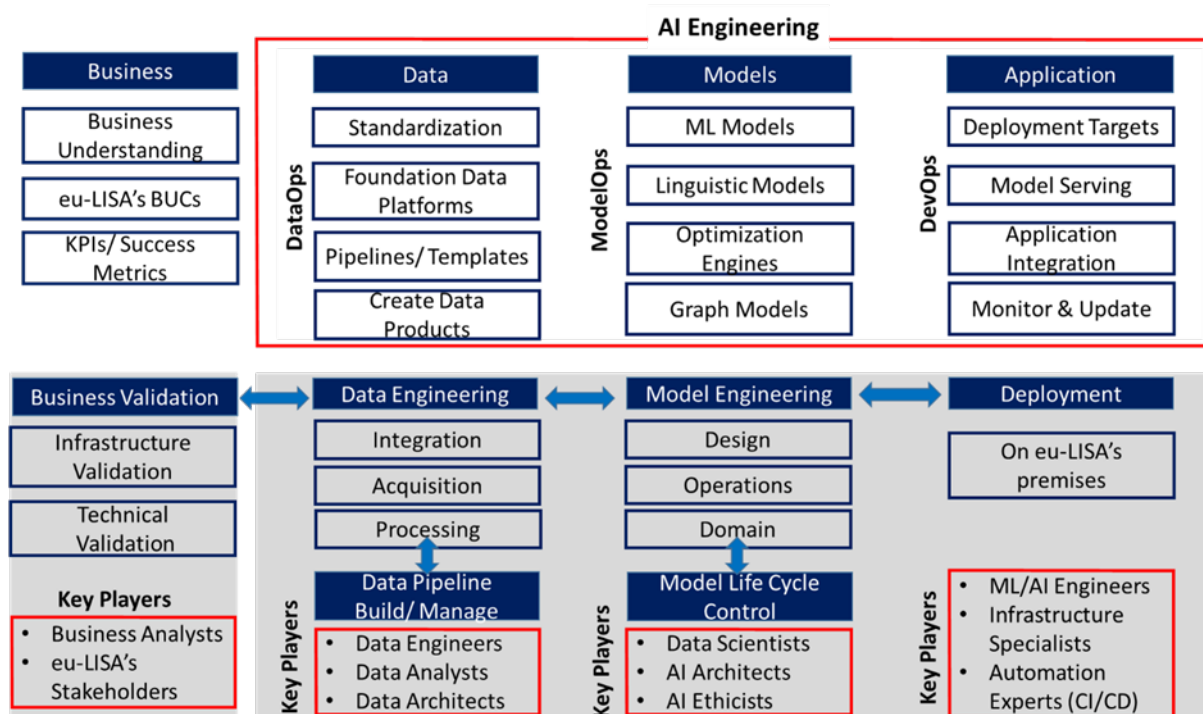 AI Engineering
Business
Business
Understanding
eu-LISA's BUCs
KPIs/ Success
Metrics
DataOps
Data
Standardization
Foundation Data
Platforms
Pipelines/ Templates
Create Data
Products
ModelOps
Models
ML Models
Linguistic Models
Optimization
Engines
Graph Models
DevOps
Application
Deployment Targets
Model Serving
Application
Integration
Monitor & Update
Business Validation
Infrastructure
Validation
Technical
Validation
Key Players
• Business Analysts
• eu-LISA's
Stakeholders
Data Engineering
Integration
Acquisition
Processing
Data Pipeline
Build/ Manage
Key Players
• Data Engineers
• Data Analysts
• Data Architects
Model Engineering
Design
Operations
Domain
Model Life Cycle
Control
Key Players
• Data Scientists
• AI Architects
• AI Ethicists
Deployment
On eu-LISA's
premises
Key Players
• ML/AI Engineers
• Infrastructure
Specialists
• Automation
Experts (CI/CD)